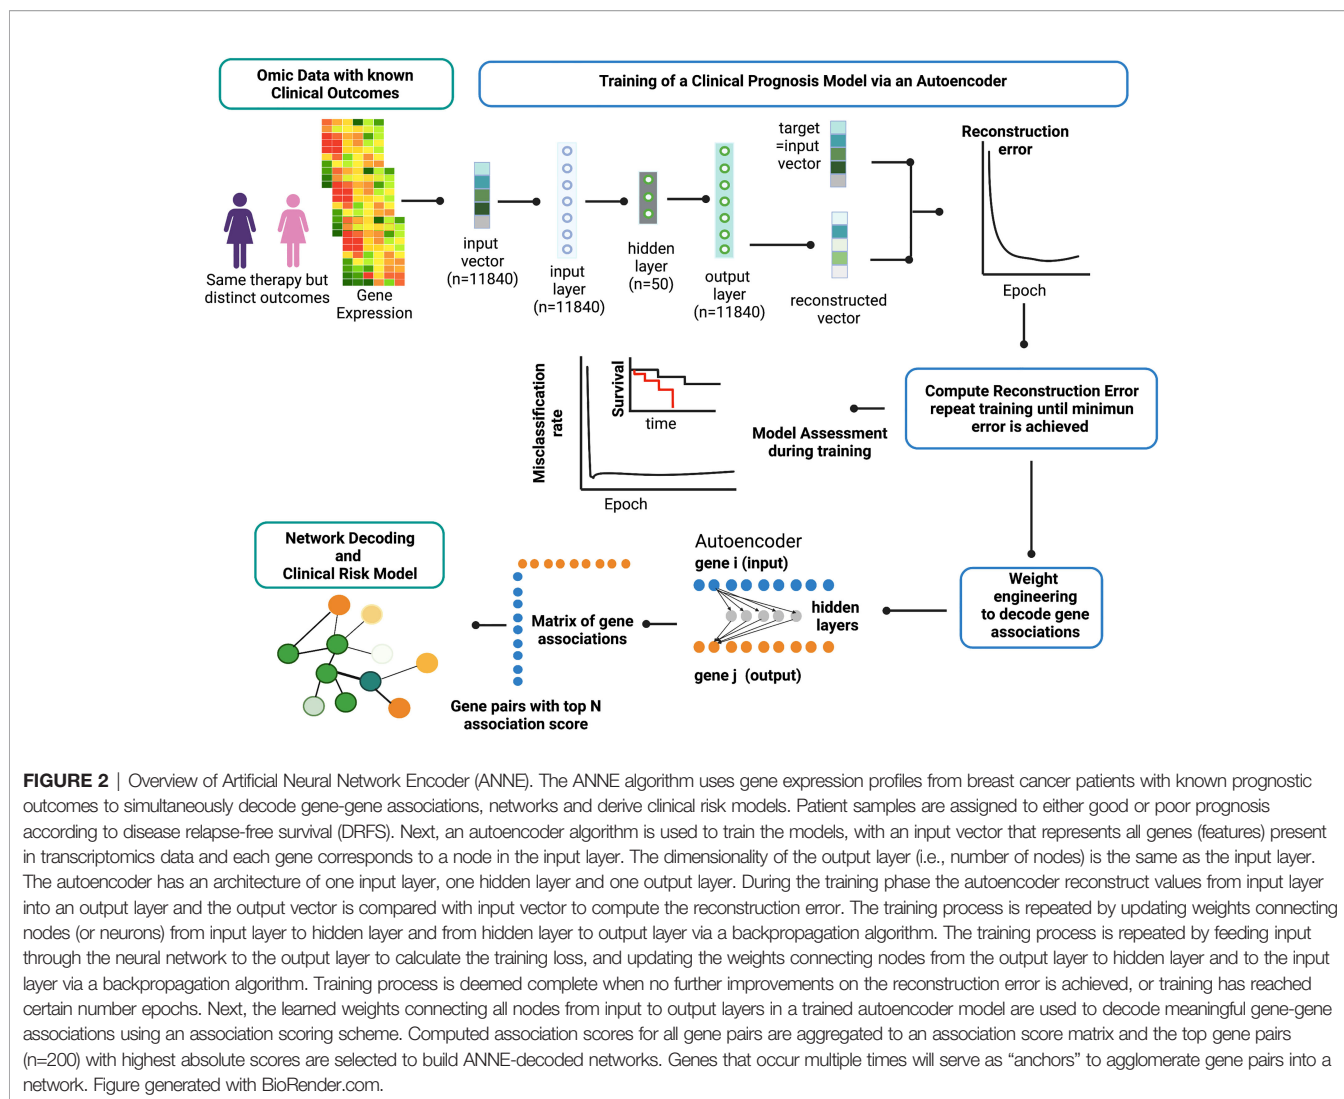 Omic Data with known
Clinical Outcomes
Training of a Clinical Prognosis Model via an Autoencoder
Same therapy but
distinct outcomes
Gene
Expression
input
vector
(n=11840)
input
layer
(n=11840)
hidden
layer
(n=50)
output
layer
(n=11840)
target
=input
vector
reconstructed
vector
Reconstruction
error
Epoch
Compute Reconstruction Error
repeat training until minimun
error is achieved
Model Assessment
during training
Misclassification
rate
Survival
time
Epoch
Weight
engineering
to decode gene
associations
Autoencoder
gene i (input)
hidden
layers
gene j (output)
Matrix of gene
associations
Gene pairs with top N
association score
Network Decoding
and
Clinical Risk Model
FIGURE 2 | Overview of Artificial Neural Network Encoder (ANNE). The ANNE algorithm uses gene expression profiles from breast cancer patients with known prognostic
outcomes to simultaneously decode gene-gene associations, networks and derive clinical risk models. Patient samples are assigned to either good or poor prognosis
according to disease relapse-free survival (DRFS). Next, an autoencoder algorithm is used to train the models, with an input vector that represents all genes (features) present
in transcriptomics data and each gene corresponds to a node in the input layer. The dimensionality of the output layer (i.e., number of nodes) is the same as the input layer.
The autoencoder has an architecture of one input layer, one hidden layer and one output layer. During the training phase the autoencoder reconstruct values from input layer
into an output layer and the output vector is compared with input vector to compute the reconstruction error. The training process is repeated by updating weights connecting
nodes (or neurons) from input layer to hidden layer and from hidden layer to output layer via a backpropagation algorithm. The training process is repeated by feeding input
through the neural network to the output layer to calculate the training loss, and updating the weights connecting nodes from the output layer to hidden layer and to the input
layer via a backpropagation algorithm. Training process is deemed complete when no further improvements on the reconstruction error is achieved, or training has reached
certain number epochs. Next, the learned weights connecting all nodes from input to output layers in a trained autoencoder model are used to decode meaningful gene-gene
associations using an association scoring scheme. Computed association scores for all gene pairs are aggregated to an association score matrix and the top gene pairs
(n=200) with highest absolute scores are selected to build ANNE-decoded networks. Genes that occur multiple times will serve as “anchors” to agglomerate gene pairs into a
network. Figure generated with BioRender.com.